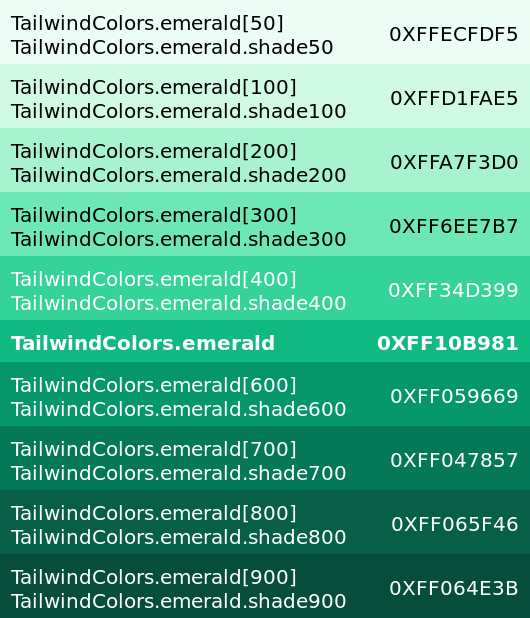 TailwindColors.emerald[50]
TailwindColors.emerald.shade50
0XFFECFDF5
TailwindColors.emerald[100]
TailwindColors.emerald.shade100
0XFFD1FAE5
TailwindColors.emerald[200]
TailwindColors.emerald.shade200
0XFFA7F3D0
TailwindColors.emerald[300]
TailwindColors.emerald.shade300
0XFF6EE7B7
TailwindColors.emerald[400]
TailwindColors.emerald.shade400
0XFF34D399
TailwindColors.emerald
0XFF10B981
TailwindColors.emerald[600]
TailwindColors.emerald.shade600
0XFF059669
TailwindColors.emerald[700]
TailwindColors.emerald.shade700
0XFF047857
TailwindColors.emerald[800]
TailwindColors.emerald.shade800
0XFF065F46
TailwindColors.emerald[900]
TailwindColors.emerald.shade900
0XFF064E3B